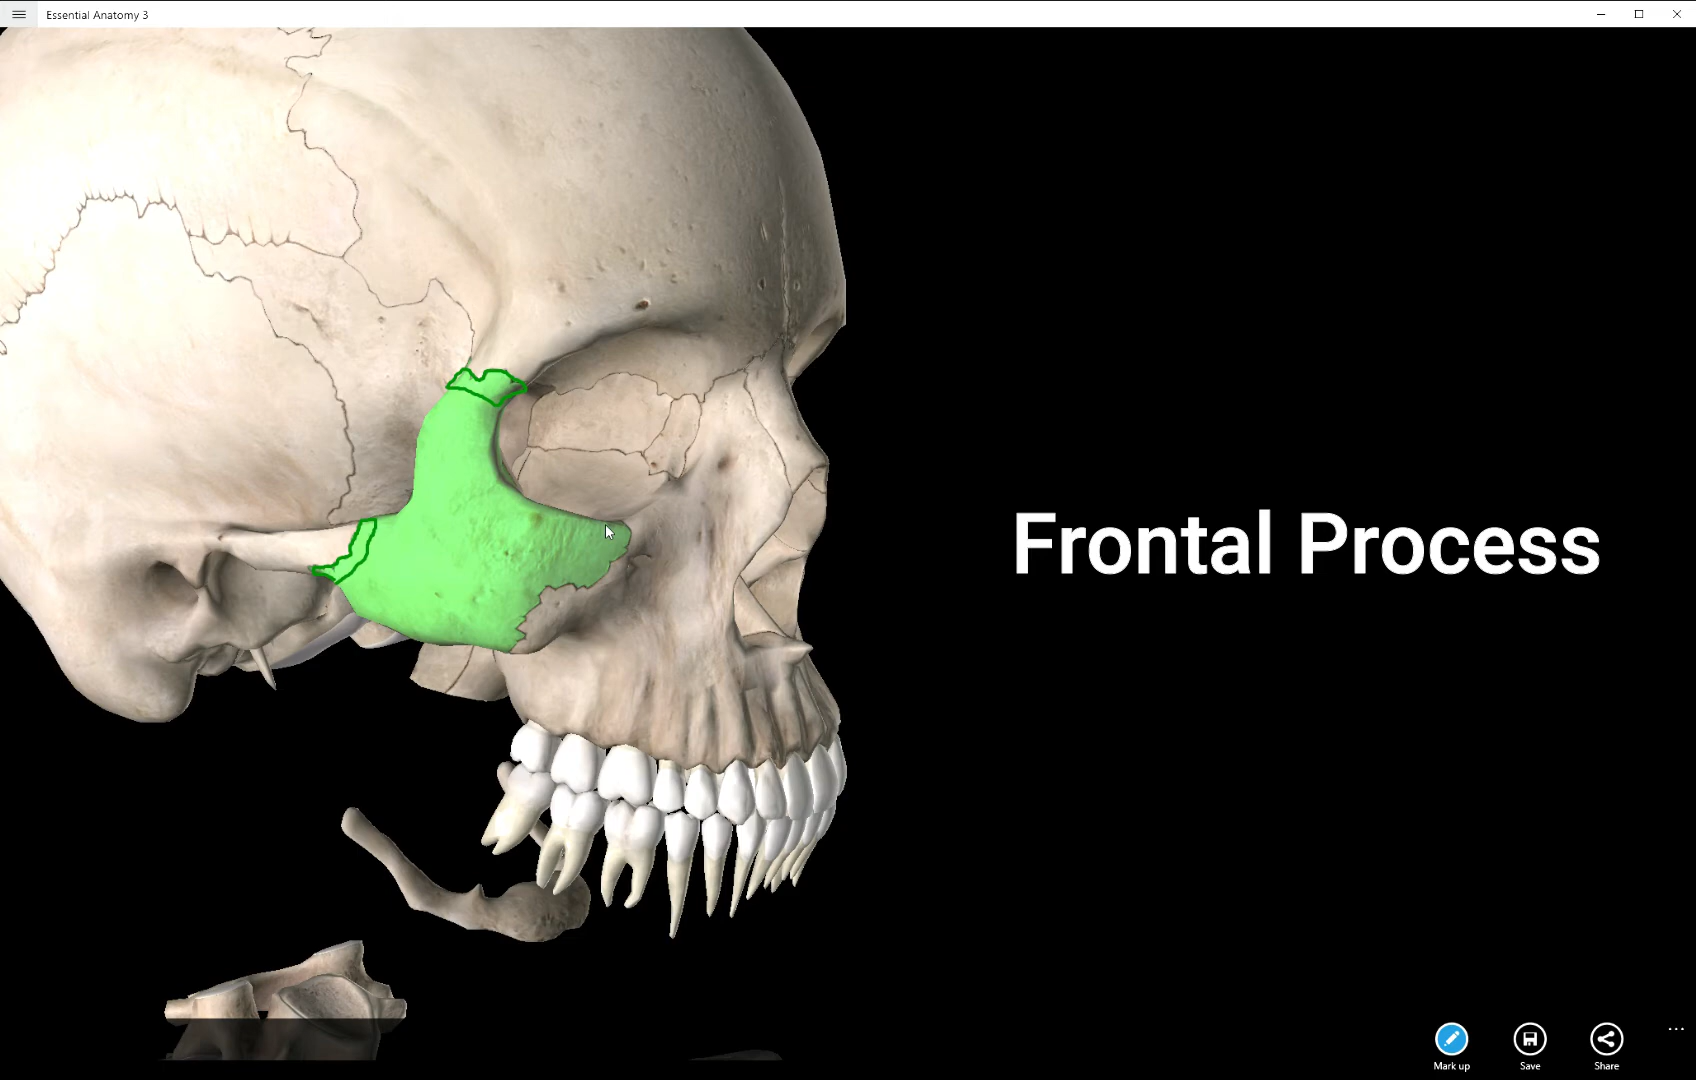 Essential Anatomy 3
Frontal Process
Mark up
Save
Share